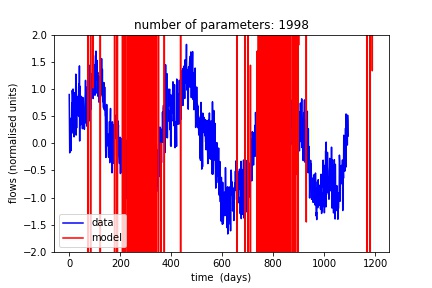 number of parameters: 1998
2.0
1.5
1.0
0.5
0.0
−0.5
−1.0
−1.5
−2.0
flows (normalised units)
data
model
0 200 400 600 800 1000 1200
time (days)